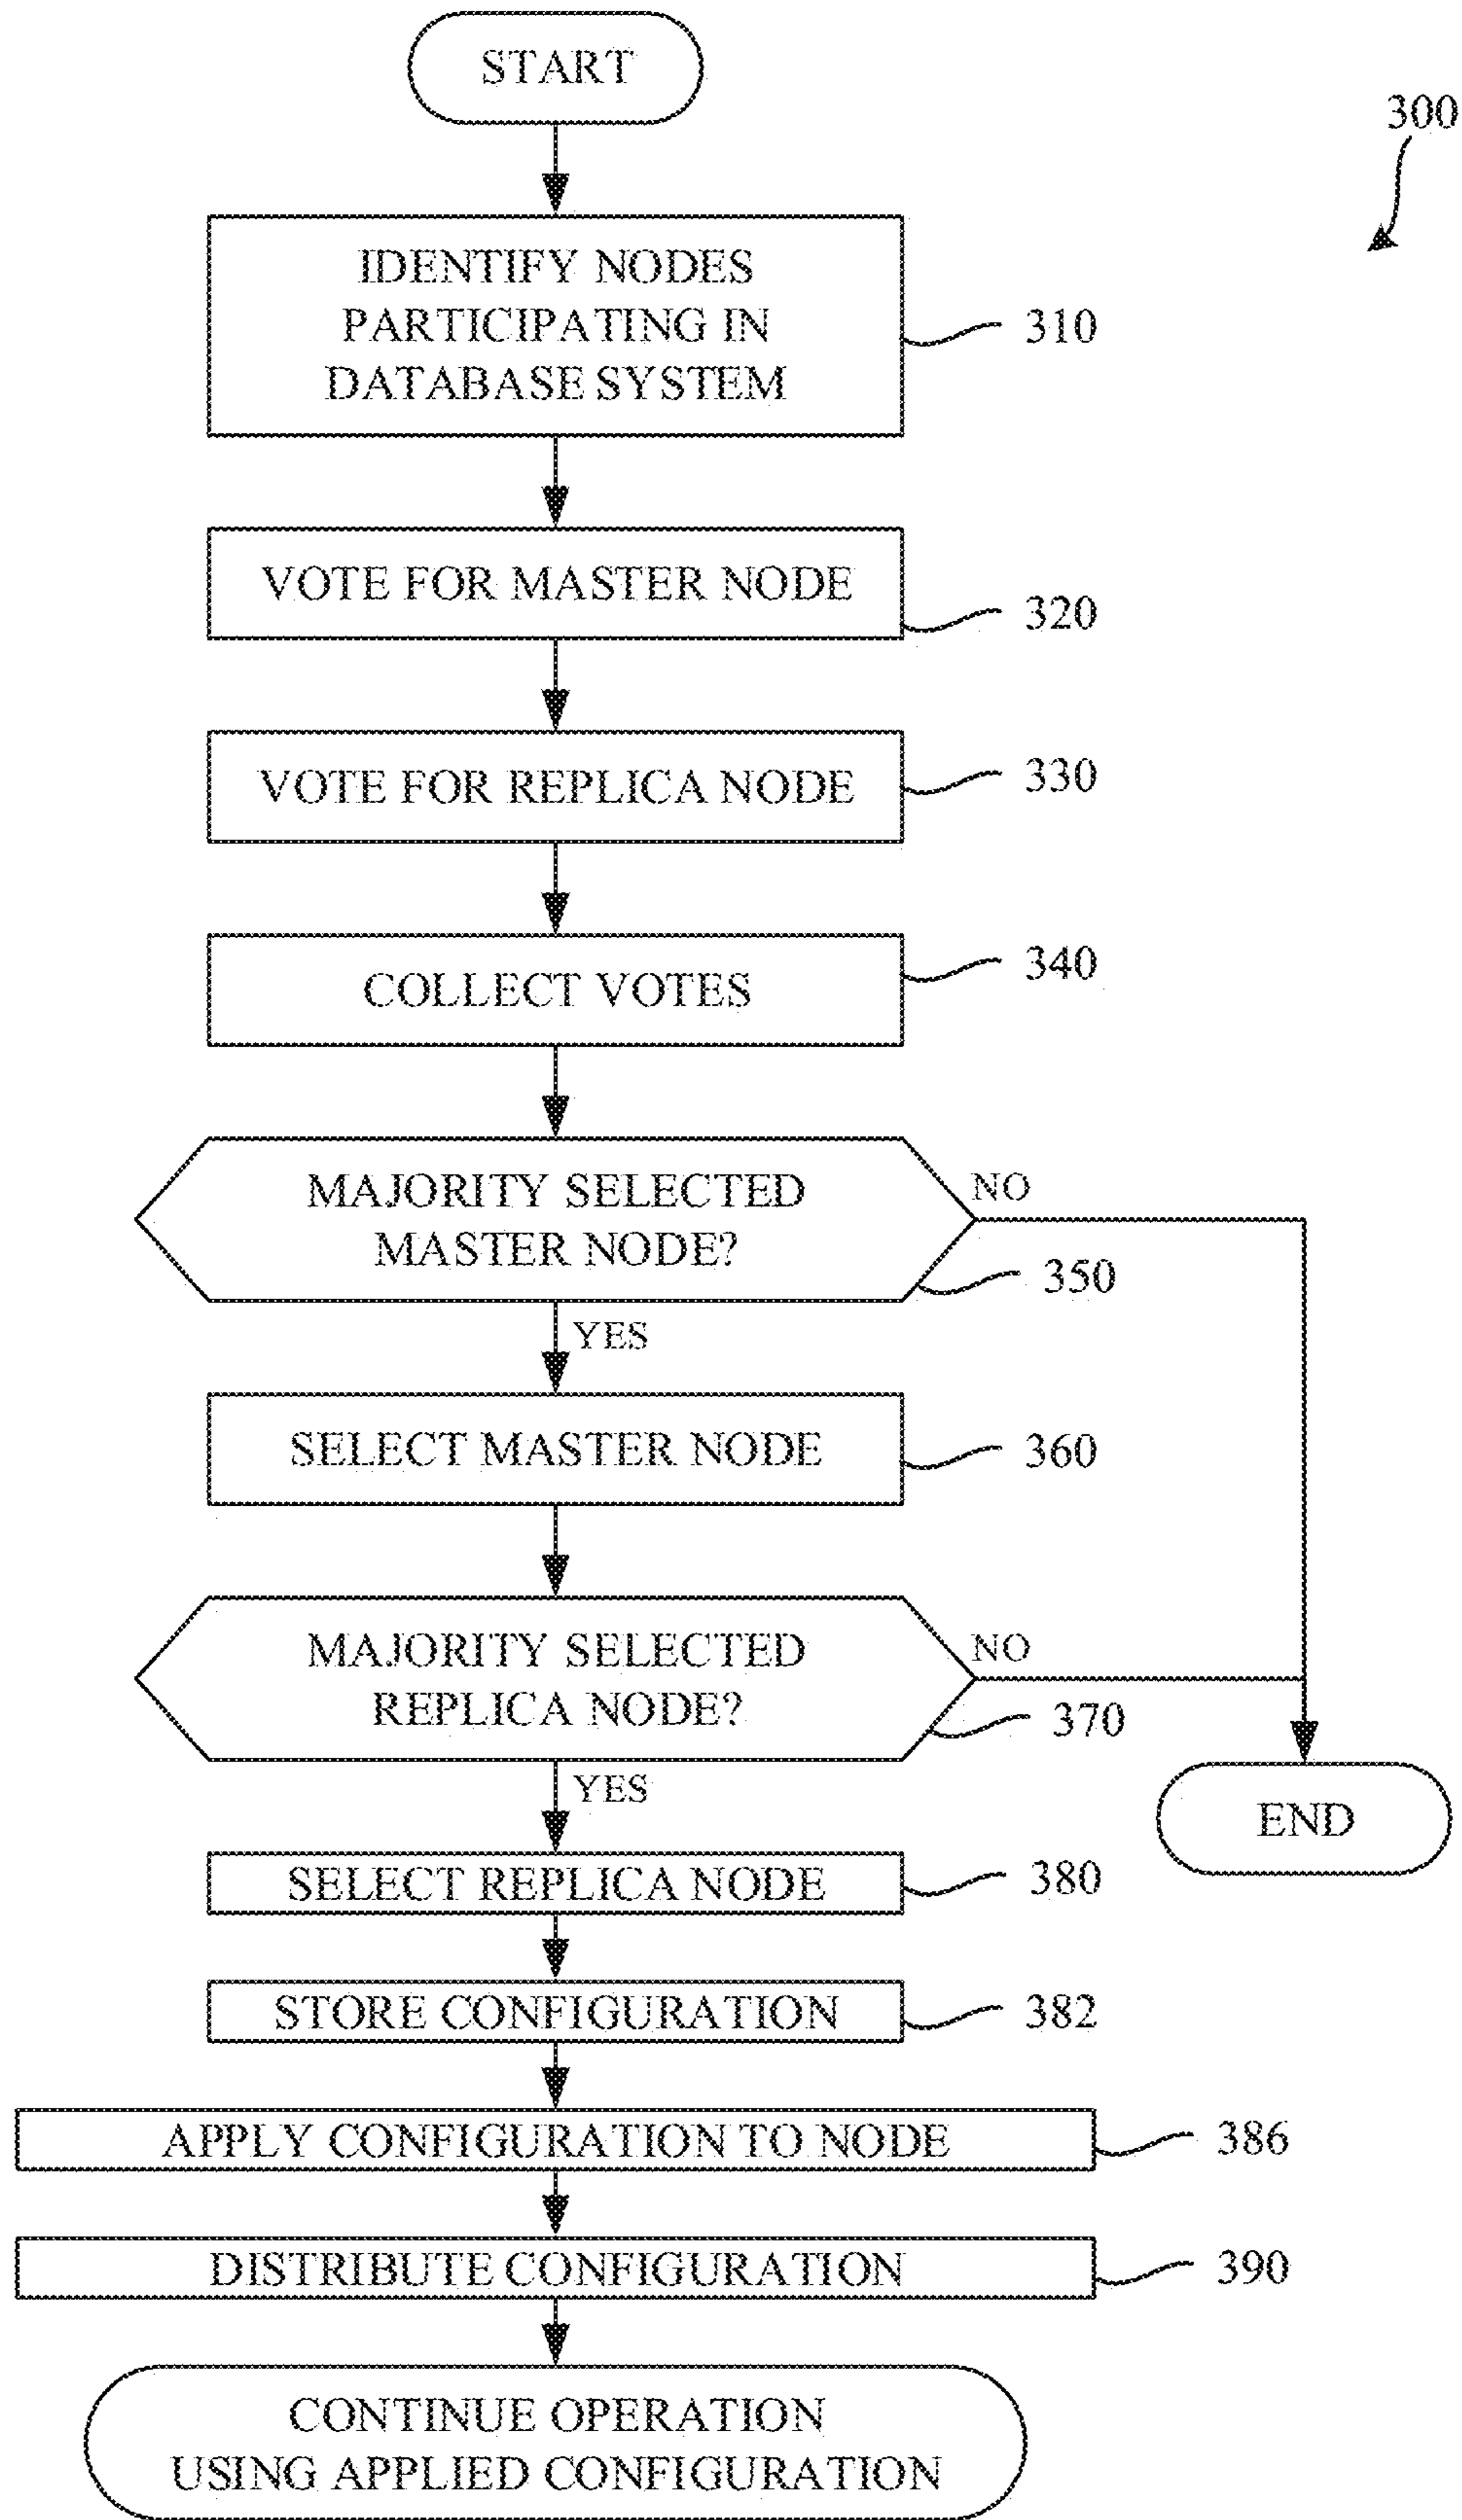 START
300
IDENTIFY NODES
PARTICIPATING IN
DATABASE SYSTEM
310
VOTE FOR MASTER NODE
320
VOTE FOR REPLICA NODE
330
COLLECT VOTES
340
MAJORITY SELECTED
MASTER NODE?
NO
350
YES
SELECT MASTER NODE
360
MAJORITY SELECTED
REPLICA NODE?
NO
370
YES
END
SELECT REPLICA NODE
380
STORE CONFIGURATION
382
APPLY CONFIGURATION TO NODE
386
DISTRIBUTE CONFIGURATION
390
CONTINUE OPERATION
USING APPLIED CONFIGURATION